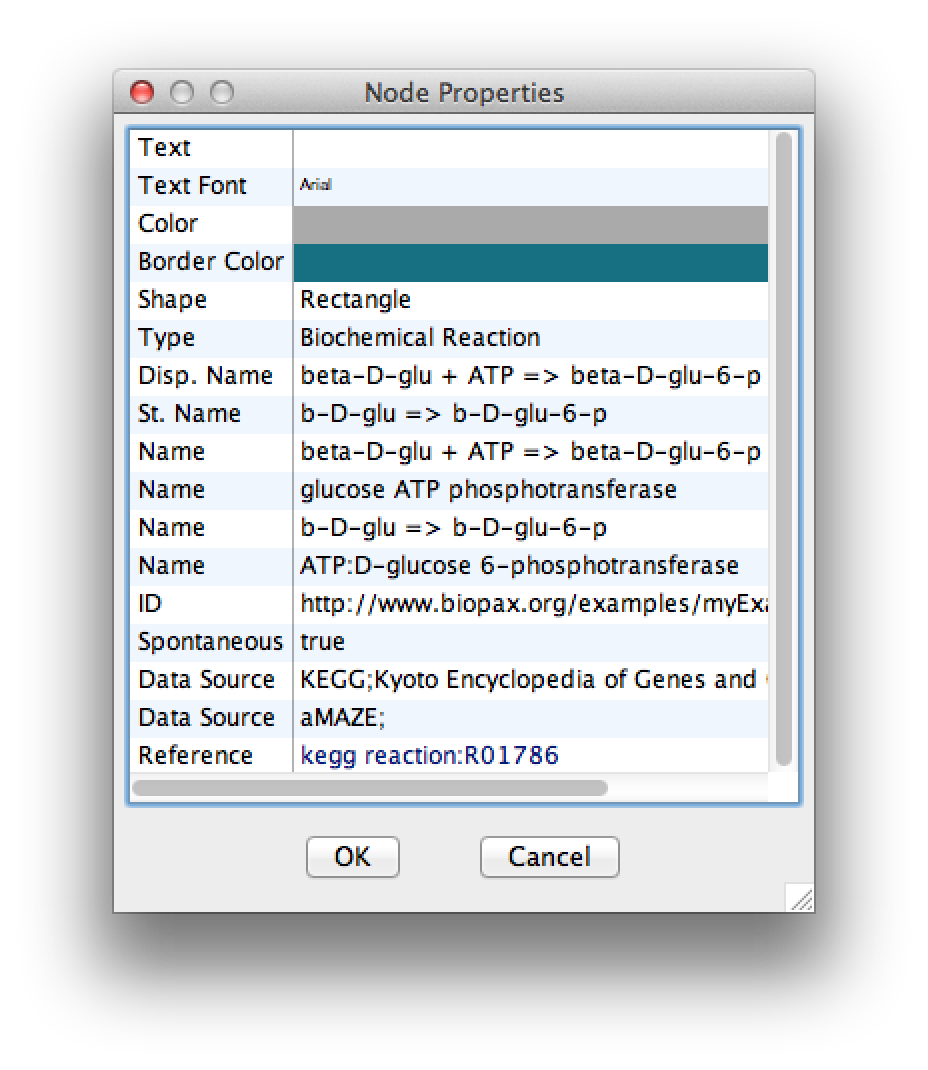 Node Properties
Text
Text Font Arial
Color
Border Color
Shape Rectangle
Type Biochemical Reaction
Disp. Name beta-D-glu + ATP => beta-D-glu-6-p
St. Name b-D-glu => b-D-glu-6-p
Name beta-D-glu + ATP => beta-D-glu-6-p
Name glucose ATP phosphotransferase
Name b-D-glu => b-D-glu-6-p
Name ATP:D-glucose 6-phosphotransferase
ID http://www.biopax.org/examples/myExa
Spontaneous true
Data Source KEGG;Kyoto Encyclopedia of Genes and
Data Source aMAZE;
Reference kegg reaction:R01786
OK Cancel